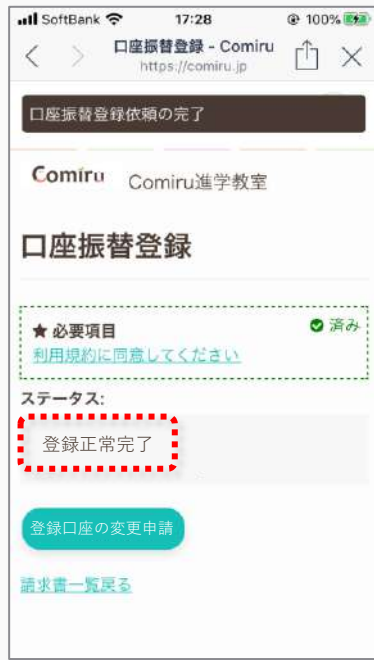 SoftBank 17:28 100%
口座振替登録 - Comiru
https://comiru.jp
口座振替登録依頼の完了
Comiru Comiru進学教室
口座振替登録
★ 必要項目 済み
利用規約に同意してください
ステータス:
登録正常完了
登録口座の変更申請
請求書一覧戻る